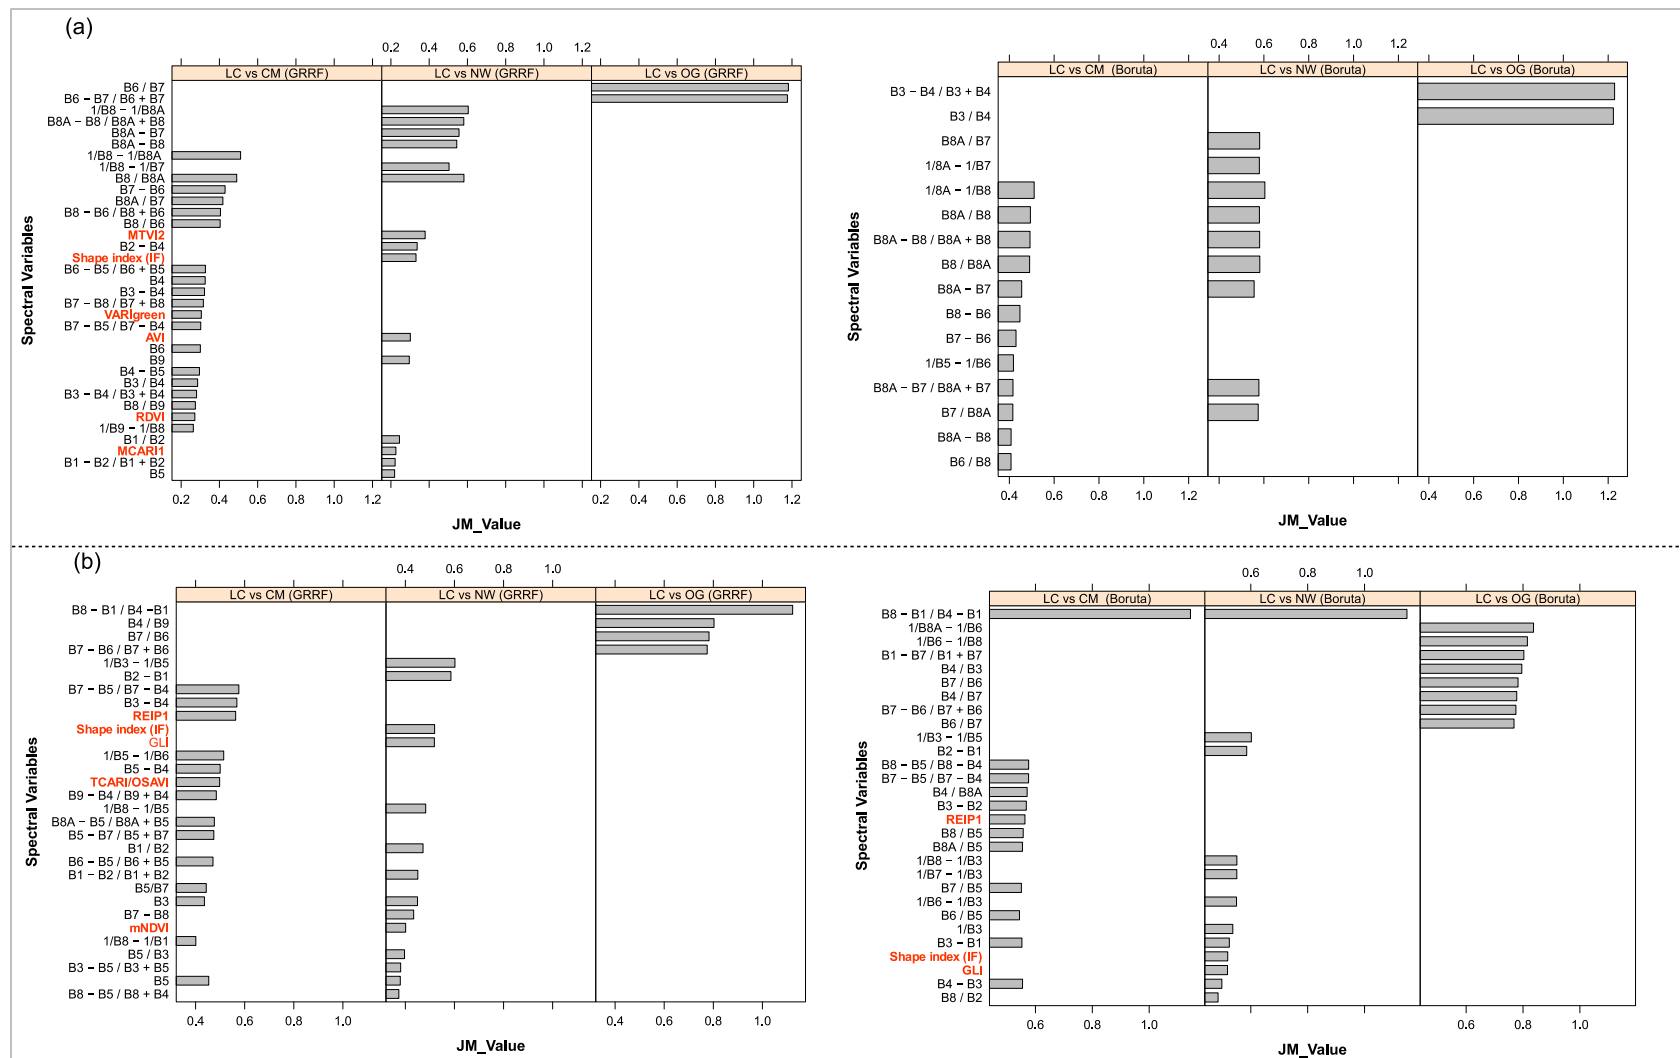 (a)
0.2 0.4 0.6 0.8 1.0 1.2
LC vs CM (GRRF) LC vs NW (GRRF) LC vs OG (GRRF)
B6 / B7
B6 − B7 / B6 + B7
1/B8 − 1/B8A
B8A − B8 / B8A + B8
B8A − B7
B8A − B8
1/B8 − 1/B8A
1/B8 − 1/B7
B8 / B8A
B7 − B6
B8A / B7
B8 − B6 / B8 + B6
B8 / B6
MTVI2
B2 − B4
Shape index (IF)
B6 − B5 / B6 + B5
B4
B3 − B4
B7 − B8 / B7 + B8
VARIgreen
B7 − B5 / B7 − B4
AVI
B6
B9
B4 − B5
B3 / B4
B3 − B4 / B3 + B4
B8 / B9
RDVI
1/B9 − 1/B8
B1 / B2
MCARI1
B1 − B2 / B1 + B2
B5
Spectral Variables
0.2 0.4 0.6 0.8 1.0 1.2 0.2 0.4 0.6 0.8 1.0 1.2
JM_Value
0.4 0.6 0.8 1.0 1.2
LC vs CM (Boruta) LC vs NW (Boruta) LC vs OG (Boruta)
B3 − B4 / B3 + B4
B3 / B4
B8A / B7
1/8A − 1/B7
1/8A − 1/B8
B8A / B8
B8A − B8 / B8A + B8
B8 / B8A
B8A − B7
B8 − B6
B7 − B6
1/B5 − 1/B6
B8A − B7 / B8A + B7
B7 / B8A
B8A − B8
B6 / B8
Spectral Variables
0.4 0.6 0.8 1.0 1.2 0.4 0.6 0.8 1.0 1.2
JM_Value
(b)
0.4 0.6 0.8 1.0
LC vs CM (GRRF) LC vs NW (GRRF) LC vs OG (GRRF)
B8 − B1 / B4 −B1
B4 / B9
B7 / B6
B7 − B6 / B7 + B6
1/B3 − 1/B5
B2 − B1
B7 − B5 / B7 − B4
B3 − B4
REIP1
Shape index (IF)
GLI
1/B5 − 1/B6
B5 − B4
TCARI/OSAVI
B9 − B4 / B9 + B4
1/B8 − 1/B5
B8A − B5 / B8A + B5
B5 − B7 / B5 + B7
B1 / B2
B6 − B5 / B6 + B5
B1 − B2 / B1 + B2
B5/B7
B3
B7 − B8
mNDVI
1/B8 − 1/B1
B5 / B3
B3 − B5 / B3 + B5
B5
B8 − B5 / B8 + B4
Spectral Variables
0.4 0.6 0.8 1.0 0.4 0.6 0.8 1.0
JM_Value
0.6 0.8 1.0
LC vs CM (Boruta) LC vs NW (Boruta) LC vs OG (Boruta)
B8 − B1 / B4 − B1
1/B8A − 1/B6
1/B6 − 1/B8
B1 − B7 / B1 + B7
B4 / B3
B7 / B6
B4 / B7
B7 − B6 / B7 + B6
B6 / B7
1/B3 − 1/B5
B2 − B1
B8 − B5 / B8 − B4
B7 − B5 / B7 − B4
B4 / B8A
B3 − B2
REIP1
B8 / B5
B8A / B5
1/B8 − 1/B3
1/B7 − 1/B3
B7 / B5
1/B6 − 1/B3
B6 / B5
1/B3
B3 − B1
Shape index (IF)
GLI
B4 − B3
B8 / B2
Spectral Variables
0.6 0.8 1.0 0.6 0.8 1.0
JM_Value